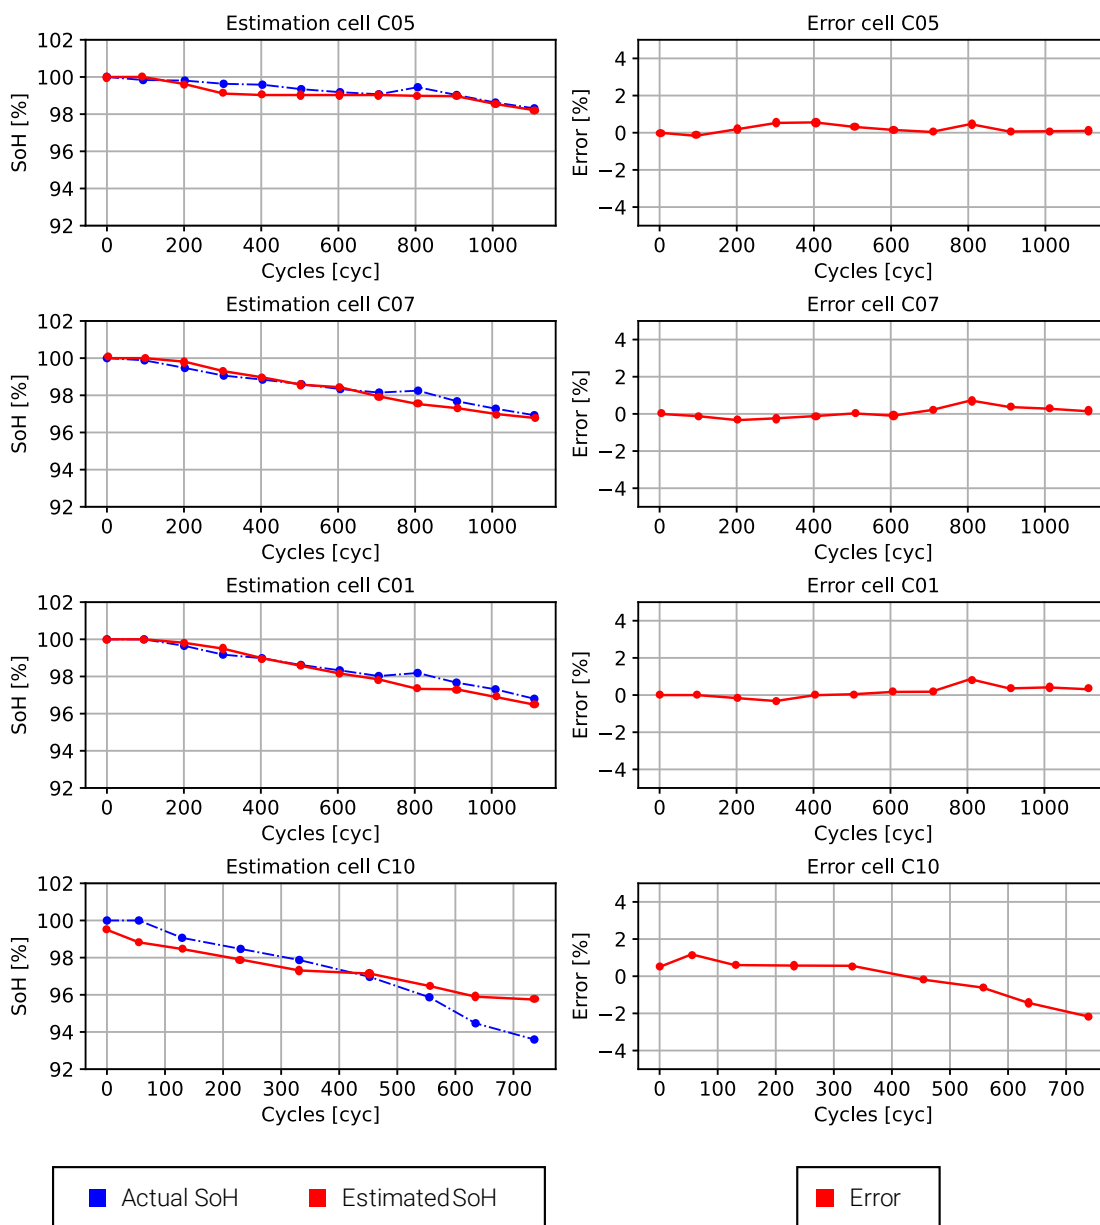 Estimation cell C05
Error cell C05
102
100
98
96
94
92
SoH [%]
0 200 400 600 800 1000
Cycles [cyc]
4
2
0
−2
−4
Error [%]
0 200 400 600 800 1000
Cycles [cyc]
Estimation cell C07
Error cell C07
102
100
98
96
94
92
SoH [%]
0 200 400 600 800 1000
Cycles [cyc]
4
2
0
−2
−4
Error [%]
0 200 400 600 800 1000
Cycles [cyc]
Estimation cell C01
Error cell C01
102
100
98
96
94
92
SoH [%]
0 200 400 600 800 1000
Cycles [cyc]
4
2
0
−2
−4
Error [%]
0 200 400 600 800 1000
Cycles [cyc]
Estimation cell C10
Error cell C10
102
100
98
96
94
92
SoH [%]
0 100 200 300 400 500 600 700
Cycles [cyc]
4
2
0
−2
−4
Error [%]
0 100 200 300 400 500 600 700
Cycles [cyc]
Actual SoH Estimated SoH
Error